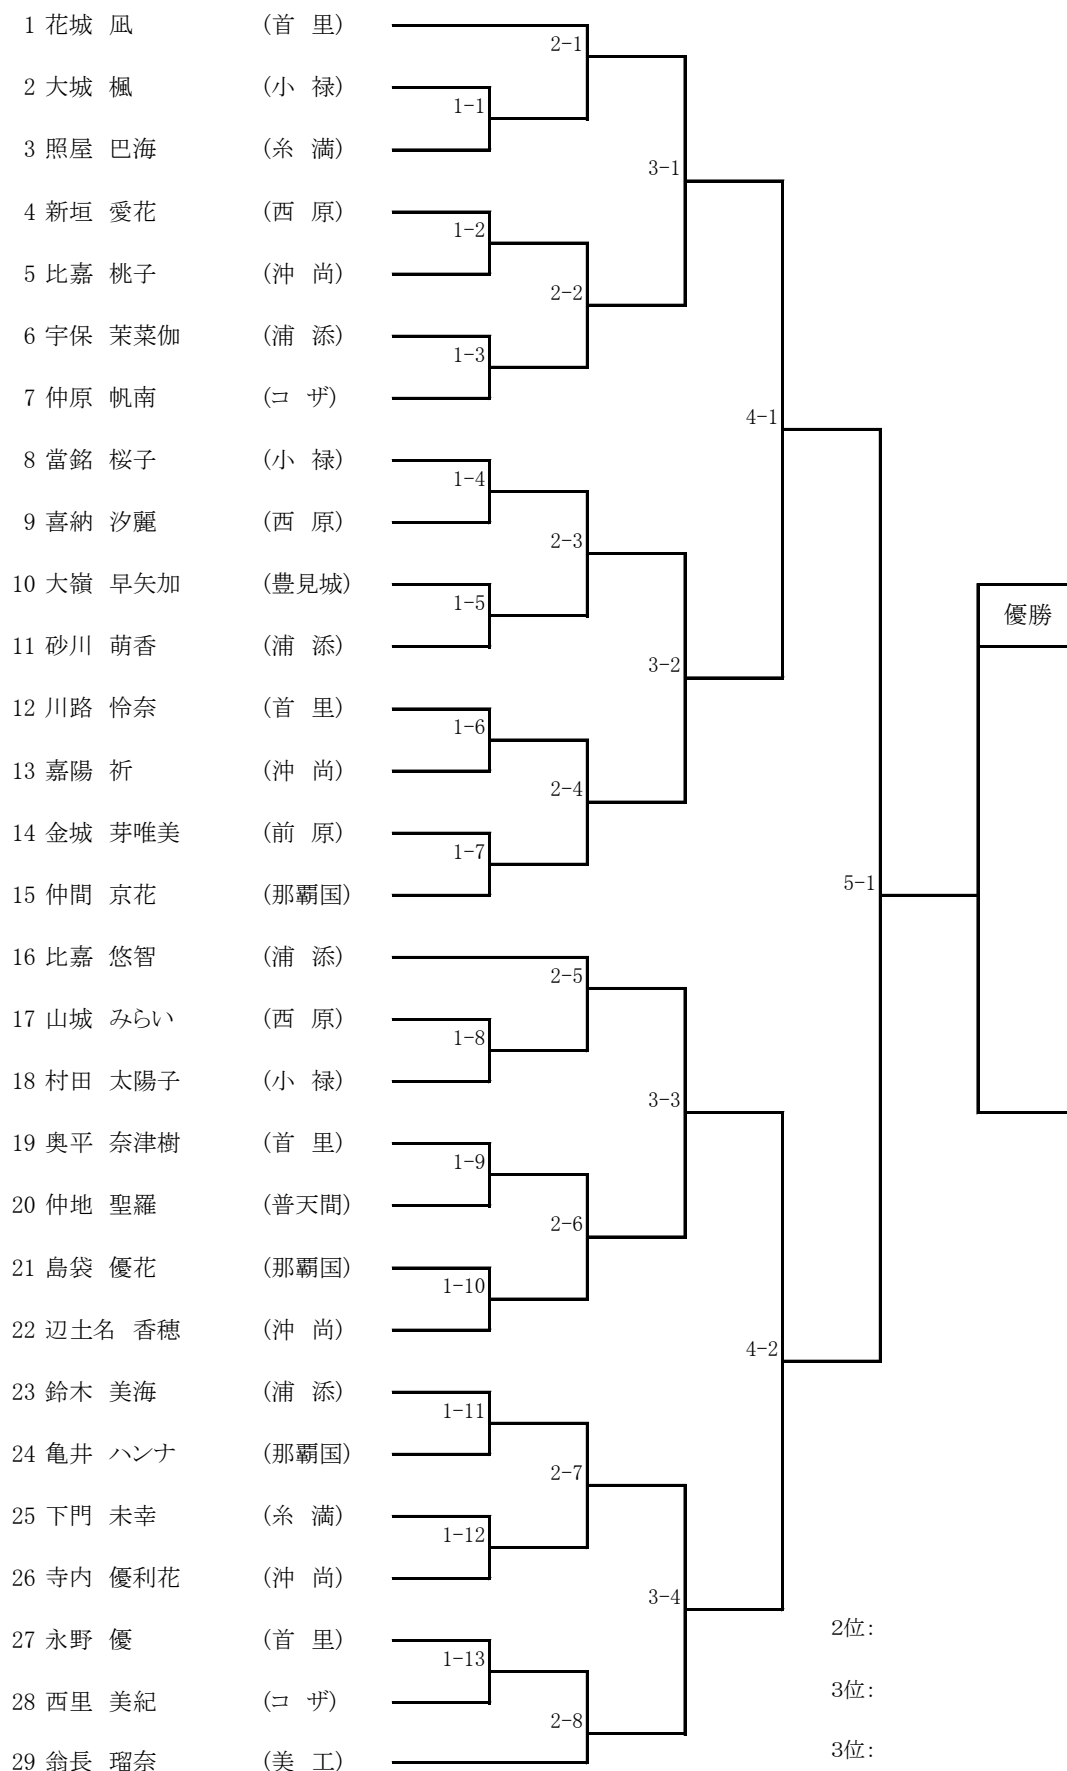 1 花城 凪 (首 里)
2-1
2 大城 楓 (小 禄)
1-1
3 照屋 巴海 (糸 満)
3-1
4 新垣 愛花 (西 原)
1-2
5 比嘉 桃子 (沖 尚)
2-2
6 宇保 茉菜伽 (浦 添)
1-3
7 仲原 帆南 (コ ザ)
4-1
8 當銘 桜子 (小 禄)
1-4
9 喜納 汐麗 (西 原)
2-3
10 大嶺 早矢加 (豊見城)
1-5
優勝
11 砂川 萌香 (浦 添)
3-2
12 川路 怜奈 (首 里)
1-6
13 嘉陽 祈 (沖 尚)
2-4
14 金城 芽唯美 (前 原)
1-7
5-1
15 仲間 京花 (那覇国)
16 比嘉 悠智 (浦 添)
2-5
17 山城 みらい (西 原)
1-8
18 村田 太陽子 (小 禄)
3-3
19 奥平 奈津樹 (首 里)
1-9
20 仲地 聖羅 (普天間)
2-6
21 島袋 優花 (那覇国)
1-10
22 辺土名 香穂 (沖 尚)
4-2
23 鈴木 美海 (浦 添)
1-11
24 亀井 ハンナ (那覇国)
2-7
25 下門 未幸 (糸 満)
1-12
26 寺内 優利花 (沖 尚)
3-4
2位:
27 永野 優 (首 里)
1-13
3位:
28 西里 美紀 (コ ザ)
2-8
3位:
29 翁長 瑠奈 (美 工)